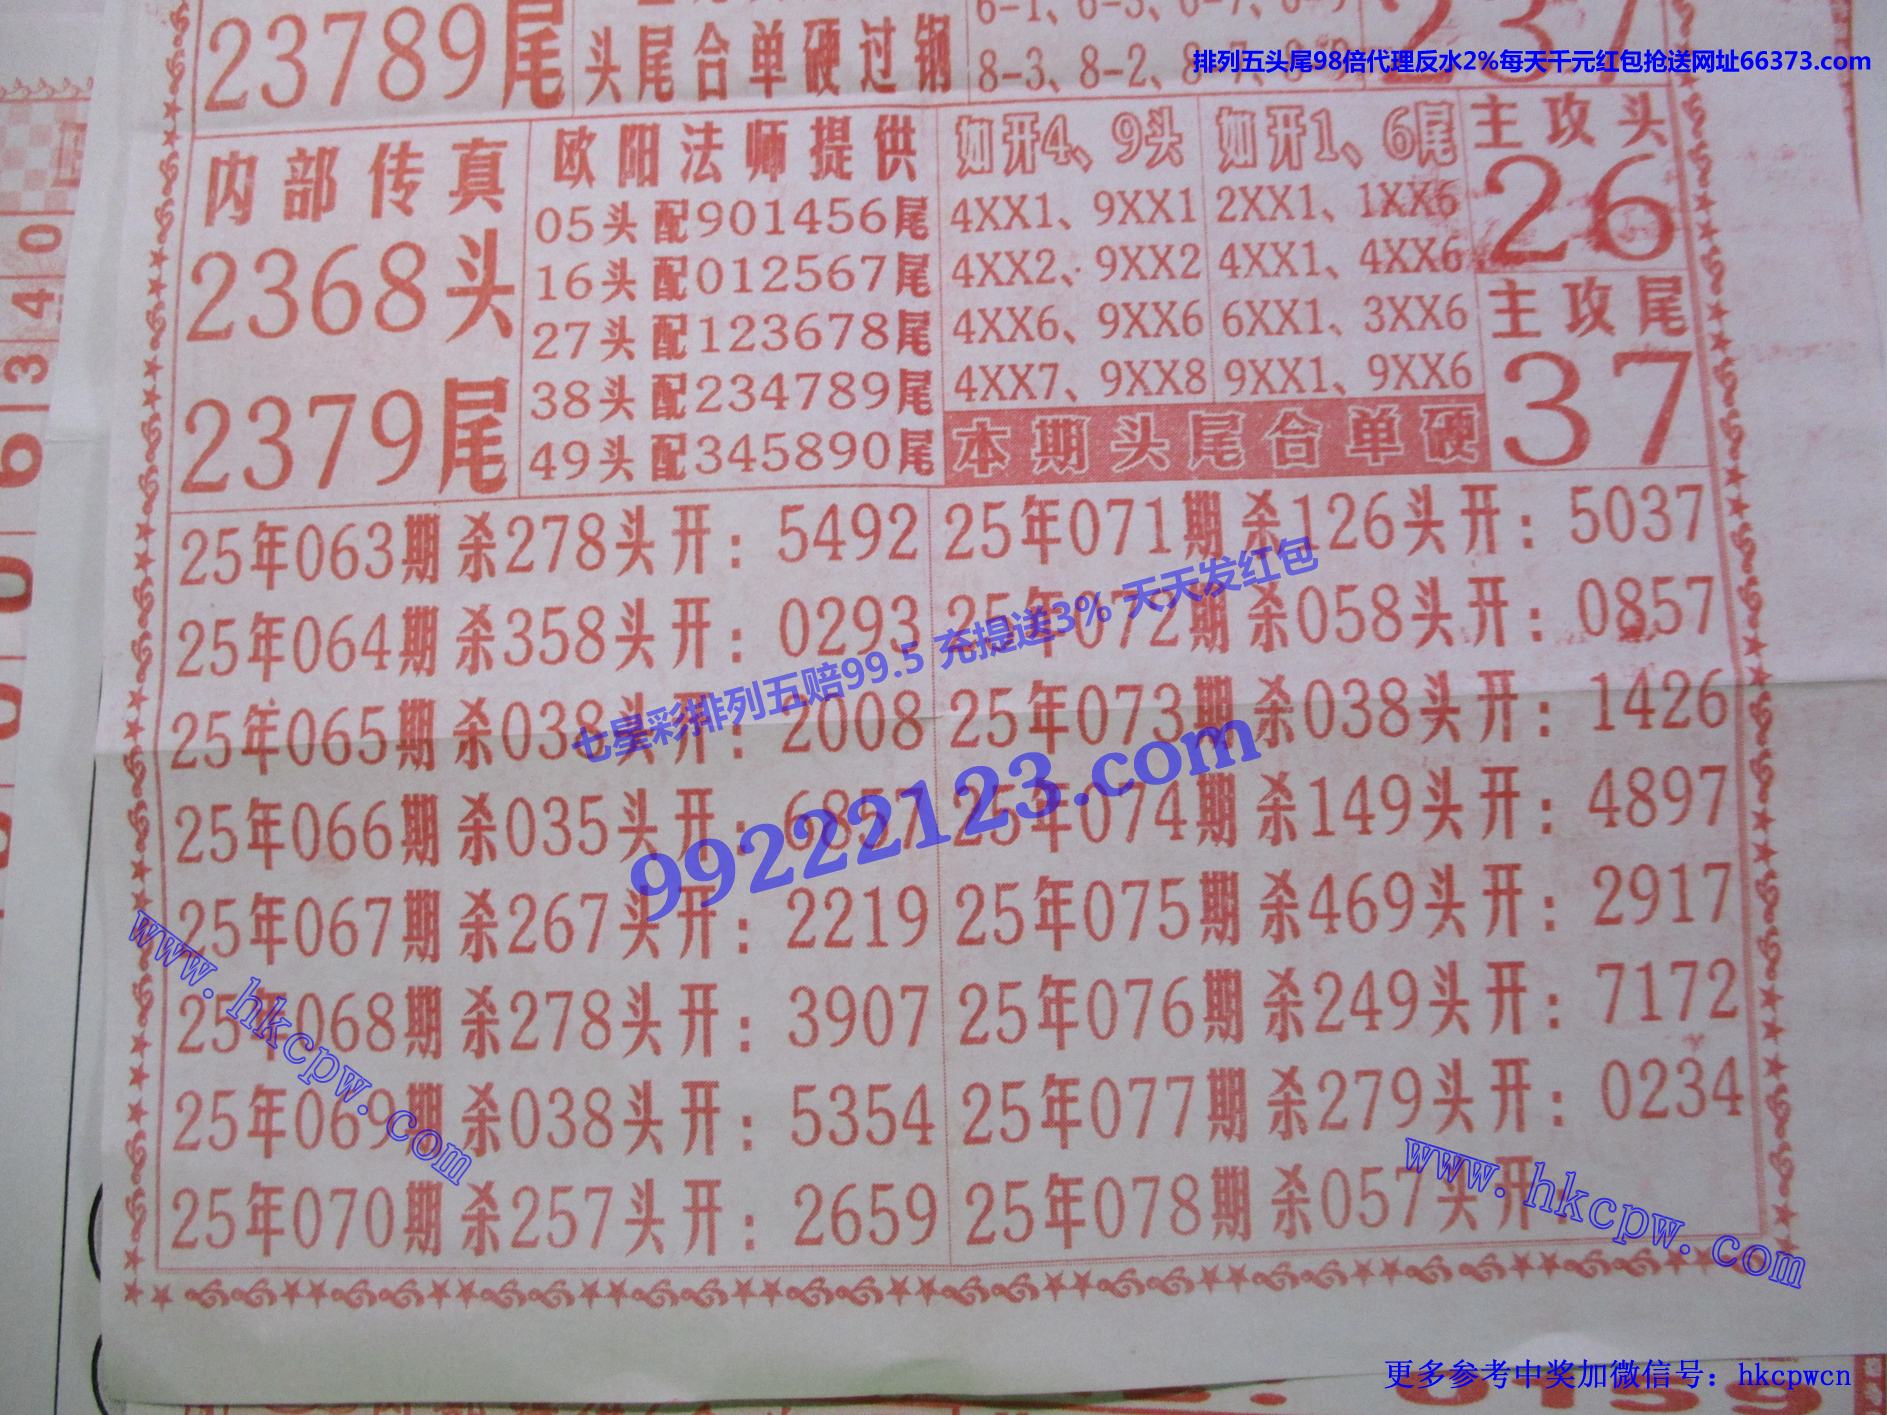 23789尾
头尾合单硬过钢
8-3、8-2、8-7、
排列五头尾98倍代理反水2%每天千元红包抢送网址66373.com
内部传真
2368头
2379尾
欧阳法师提供
05头配901456尾
16头配012567尾
27头配123678尾
38头配234789尾
49头配345890尾
如开4、9头
4XX1、9XX1
4XX2、9XX2
4XX6、9XX6
4XX7、9XX8
如开1、6尾
2XX1、1XX6
4XX1、4XX6
6XX1、3XX6
9XX1、9XX6
本期头尾合单硬
主攻头
26
主攻尾
37
25年063期杀278头开：5492
25年064期杀358头开：0293
25年065期杀038头开：2008
25年066期杀035头开：6857
25年067期杀267头开：2219
25年068期杀278头开：3907
25年069期杀038头开：5354
25年070期杀257头开：2659
25年071期杀126头开：5037
25年072期杀058头开：0857
25年073期杀038头开：1426
25年074期杀149头开：4897
25年075期杀469头开：2917
25年076期杀249头开：7172
25年077期杀279头开：0234
25年078期杀057头开：
七星彩排列五赔99.5 充提送3% 天天发红包
99222123.com
www.hkcpw.com
www.hkcpw.com
更多参考中奖加微信号：hkcpwcn